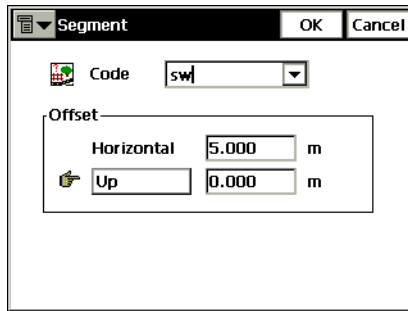 Segment OK Cancel
Code sw
Offset
Horizontal 5.000 m
Up 0.000 m